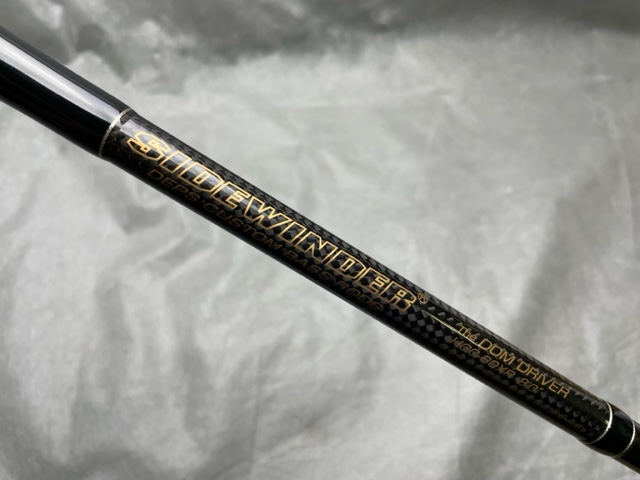 SIDEWINDER®
DEPS CUSTOM BASS RODS
The DOM DRIVER